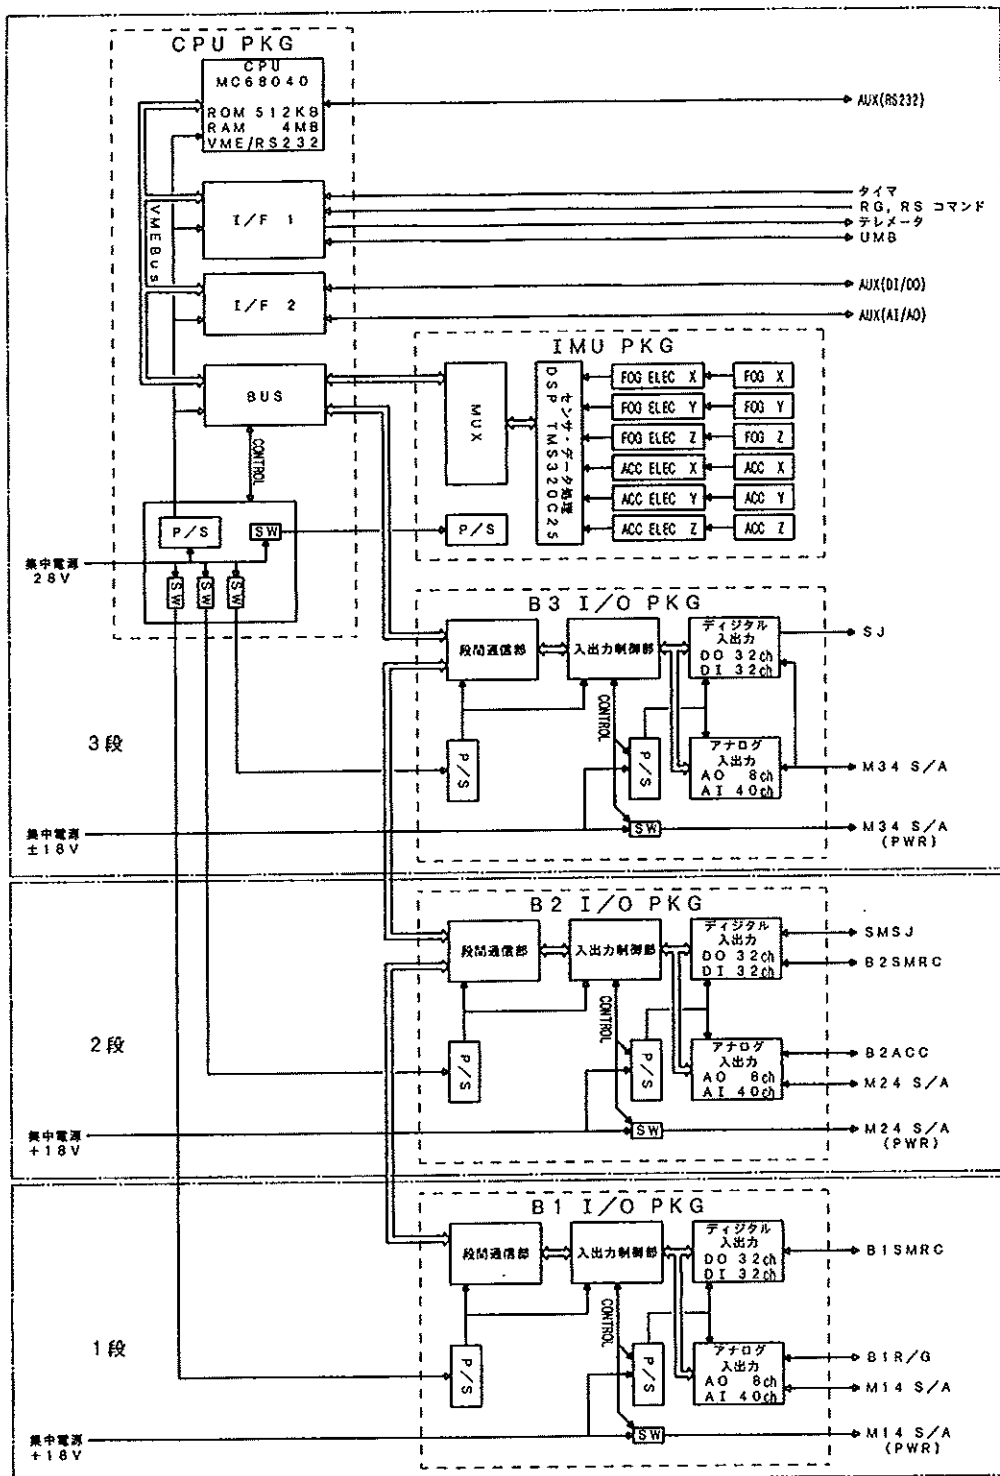 CPU PKG
CPU
MC68040
ROM 512KB
RAM 4MB
VME/RS232
AUX(RS232)
VMEBus
I/F 1
タイマ
RG, RS コマンド
テレメータ
UMB
I/F 2
AUX(DI/DO)
AUX(AI/AO)
BUS
CONTROL
P/S
SW
集中電源
28V
SW
SW
SW
IMU PKG
MUX
P/S
センサ・データ処理
DSP TMS320C25
FOG ELEC X
FOG X
FOG ELEC Y
FOG Y
FOG ELEC Z
FOG Z
ACC ELEC X
ACC X
ACC ELEC Y
ACC Y
ACC ELEC Z
ACC Z
3段
B3 I/O PKG
段間通信部
入出力制御部
ディジタル
入出力
DO 32ch
DI 32ch
SJ
CONTROL
P/S
P/S
アナログ
入出力
AO 8ch
AI 40ch
M34 S/A
集中電源
±18V
SW
M34 S/A
(PWR)
2段
B2 I/O PKG
段間通信部
入出力制御部
ディジタル
入出力
DO 32ch
DI 32ch
SMSJ
B2SMRC
CONTROL
P/S
P/S
アナログ
入出力
AO 8ch
AI 40ch
B2ACC
M24 S/A
集中電源
+18V
SW
M24 S/A
(PWR)
1段
B1 I/O PKG
段間通信部
入出力制御部
ディジタル
入出力
DO 32ch
DI 32ch
B1SMRC
CONTROL
P/S
P/S
アナログ
入出力
AO 8ch
AI 40ch
B1R/G
M14 S/A
集中電源
+18V
SW
M14 S/A
(PWR)